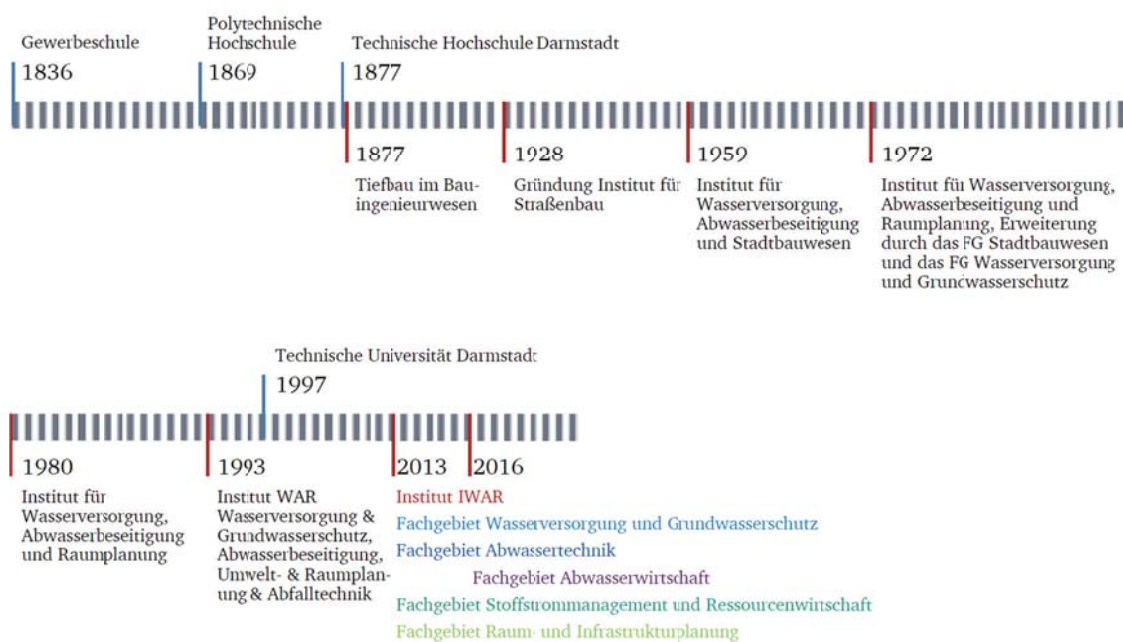 Gewerbeschule
1836
Polytechnische
Hochschule
1869
Technische Hochschule Darmstadt
1877
1877
Tiefbau im Bau-
ingenieurwesen
1928
Gründung Institut für
Straßenbau
1959
Institut für
Wasserversorgung,
Abwasserbeseitigung
und Stadtbauwesen
1972
Institut für Wasserversorgung,
Abwasserbeseitigung und
Raumplanung, Erweiterung
durch das FG Stadtbauwesen
und das FG Wasserversorgung
und Grundwasserschutz
Technische Universität Darmstadt
1997
1980
Institut für
Wasserversorgung,
Abwasserbeseitigung
und Raumplanung
1993
Institut WAR
Wasserversorgung &
Grundwasserschutz,
Abwasserbeseitigung,
Umwelt- & Raumplan-
ung & Abfalltechnik
2013
2016
Institut IWAR
Fachgebiet Wasserversorgung und Grundwasserschutz
Fachgebiet Abwassertechnik
Fachgebiet Abwasserwirtschaft
Fachgebiet Stoffstrommanagement und Ressourcenwirtschaft
Fachgebiet Raum- und Infrastrukturplanung